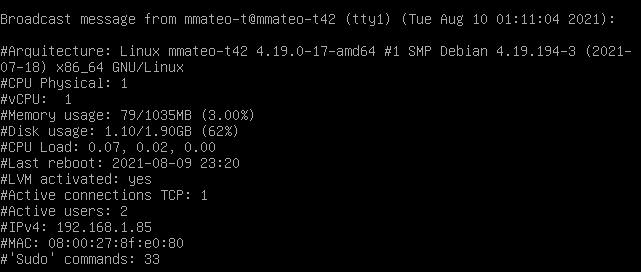 Broadcast message from mmateo-t@mmateo-t42 (tty1) (Tue Aug 10 01:11:04 2021):
#Arquitecture: Linux mmateo-t42 4.19.0-17-amd64 #1 SMP Debian 4.19.194-3 (2021-
07-18) x86_64 GNU/Linux
#CPU Physical: 1
#vCPU:  1
#Memory usage: 79/1035MB (3.00%)
#Disk usage: 1.10/1.90GB (62%)
#CPU Load: 0.07, 0.02, 0.00
#Last reboot: 2021-08-09 23:20
#LVM activated: yes
#Active connections TCP: 1
#Active users: 2
#IPv4: 192.168.1.85
#MAC: 08:00:27:8f:e0:80
#'Sudo' commands: 33